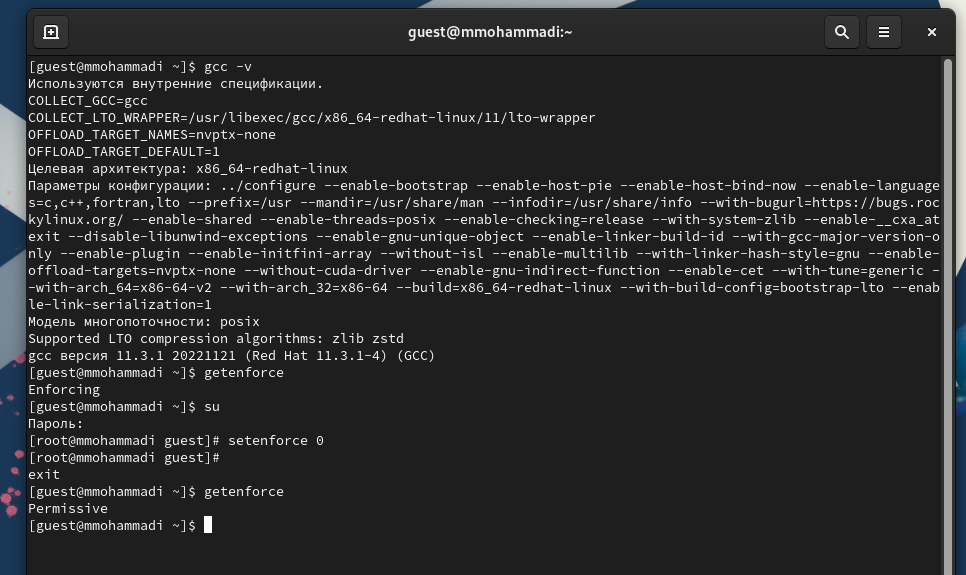 guest@mmohammadi:~
[guest@mmohammadi ~]$ gcc -v
Используются внутренние спецификации.
COLLECT_GCC=gcc
COLLECT_LTO_WRAPPER=/usr/libexec/gcc/x86_64-redhat-linux/11/lto-wrapper
OFFLOAD_TARGET_NAMES=nvptx-none
OFFLOAD_TARGET_DEFAULT=1
Целевая архитектура: x86_64-redhat-linux
Параметры конфигурации: ../configure --enable-bootstrap --enable-host-pie --enable-host-bind-now --enable-language
s=c,c++,fortran,lto --prefix=/usr --mandir=/usr/share/man --infodir=/usr/share/info --with-bugurl=https://bugs.roc
kylinux.org/ --enable-shared --enable-threads=posix --enable-checking=release --with-system-zlib --enable-__cxa_at
exit --disable-libunwind-exceptions --enable-gnu-unique-object --enable-linker-build-id --with-gcc-major-version-o
nly --enable-plugin --enable-initfini-array --without-isl --enable-multilib --with-linker-hash-style=gnu --enable-
offload-targets=nvptx-none --without-cuda-driver --enable-gnu-indirect-function --enable-cet --with-tune=generic -
-with-arch_64=x86-64-v2 --with-arch_32=x86-64 --build=x86_64-redhat-linux --with-build-config=bootstrap-lto --enab
le-link-serialization=1
Модель многопоточности: posix
Supported LTO compression algorithms: zlib zstd
gcc версия 11.3.1 20221121 (Red Hat 11.3.1-4) (GCC)
[guest@mmohammadi ~]$ getenforce
Enforcing
[guest@mmohammadi ~]$ su
Пароль:
[root@mmohammadi guest]# setenforce 0
[root@mmohammadi guest]#
exit
[guest@mmohammadi ~]$ getenforce
Permissive
[guest@mmohammadi ~]$